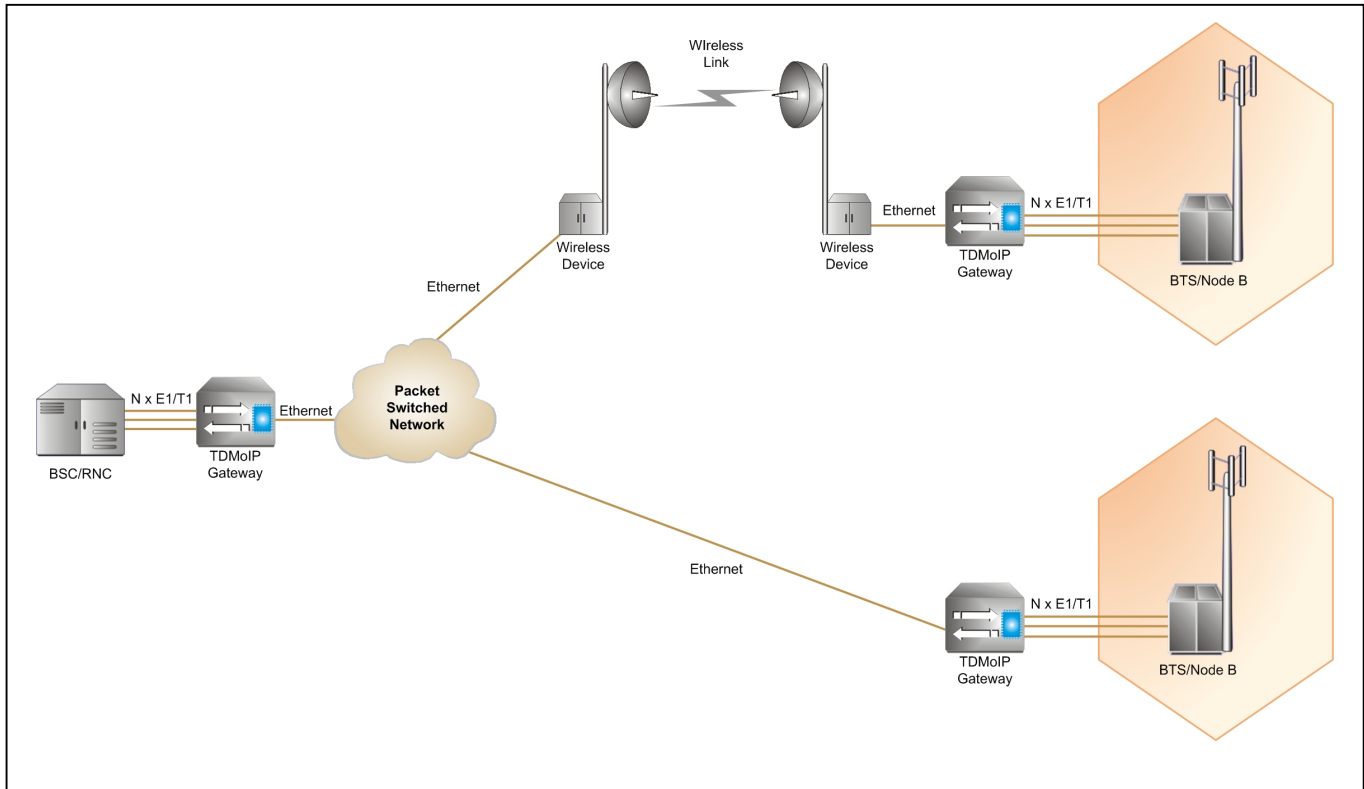 WIreless
Link
Ethernet
N x E1/T1
Wireless
Device
Wireless
Device
TDMoIP
Gateway
BTS/Node B
Ethernet
N x E1/T1
Ethernet
Packet
Switched
Network
TDMoIP
Gateway
BSC/RNC
Ethernet
N x E1/T1
TDMoIP
Gateway
BTS/Node B